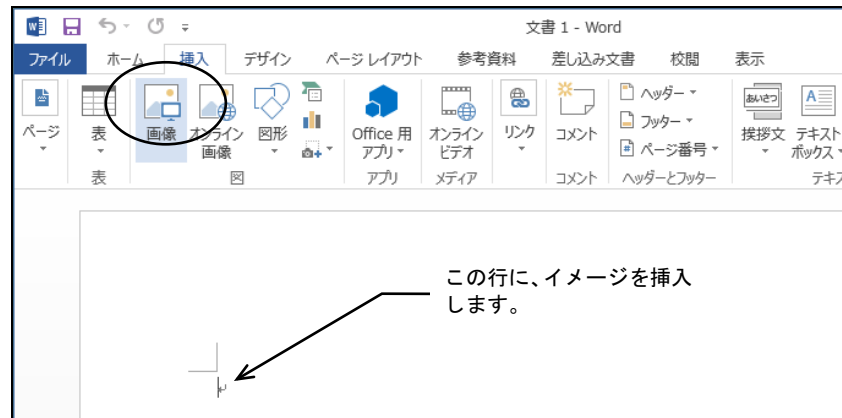 文書 1 - Word
ファイル ホーム 挿入 デザイン ページ レイアウト 参考資料 差し込み文書 校閲 表示
ページ 表 画像 オンライン 画像 図形 Office 用 アプリ オンライン ビデオ リンク コメント ヘッダー フッター ページ番号 あいさつ 挨拶文 テキスト ボックス
表 図 アプリ メディア コメント ヘッダーとフッター テキ
この行に、イメージを挿入
します。